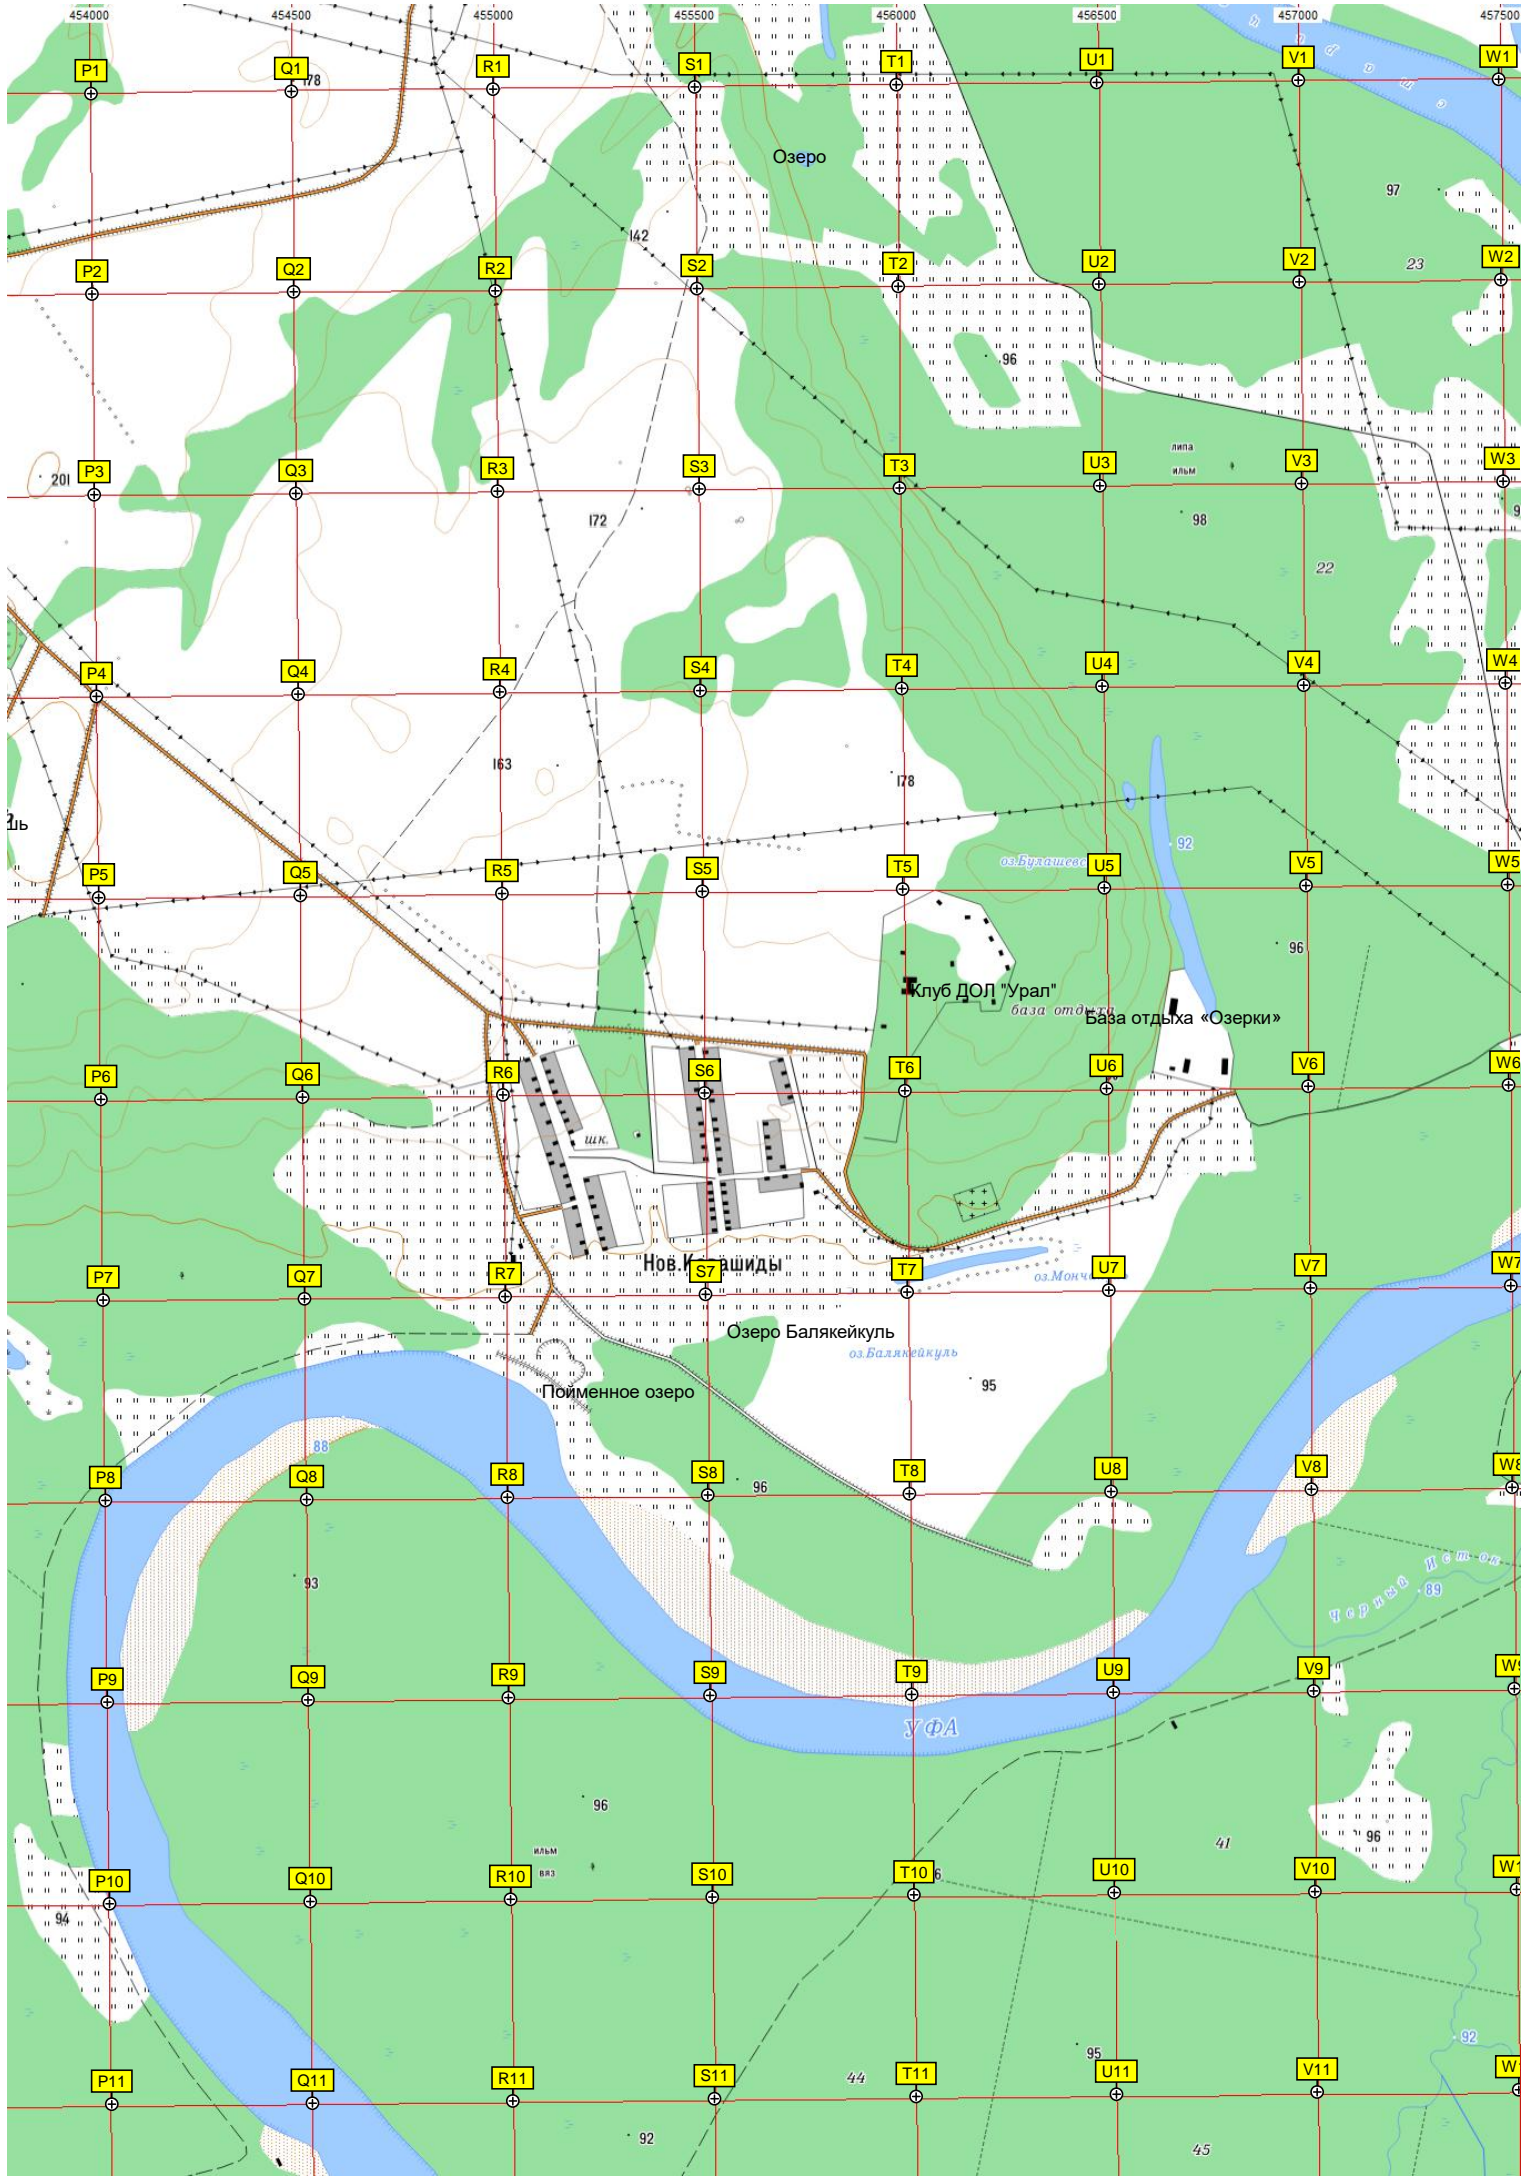 454000 454500 455000 455500 456000 456500 457000 457500
P1 Q1 R1 S1 T1 U1 V1 W1
178
Озеро
97
142
23
P2 Q2 R2 S2 T2 U2 V2 W2
96
липа
ильм
201
P3 Q3 R3 S3 T3 U3 V3 W3
172
98
9
22
P4 Q4 R4 S4 T4 U4 V4 W4
163
178
шь
92
P5 Q5 R5 S5 T5 U5 V5 W5
96
Клуб ДОЛ "Урал"
база отдыха
База отдыха «Озерки»
P6 Q6 R6 S6 T6 U6 V6 W6
шк.
P7 Q7 R7 S7 T7 U7 V7 W7
Озеро Балякейкуль
оз.Балякейкуль
95
Пойменное озеро
88
P8 Q8 R8 S8 T8 U8 V8 W8
96
93
Черный Исток
89
P9 Q9 R9 S9 T9 U9 V9
УФА
96
41
96
ильм
вяз
P10 Q10 R10 S10 T10 U10 V10
6
94
92
95
44
P11 Q11 R11 S11 T11 U11 V11
92
45